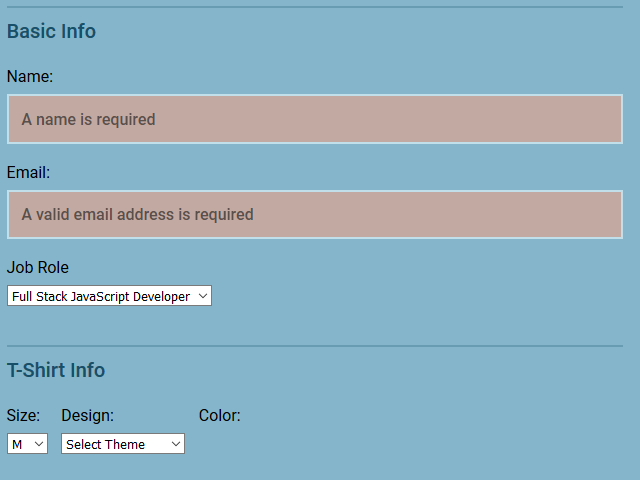 Basic Info
Name:
A name is required
Email:
A valid email address is required
Job Role
Full Stack JavaScript Developer
T-Shirt Info
Size: Design: Color:
M Select Theme